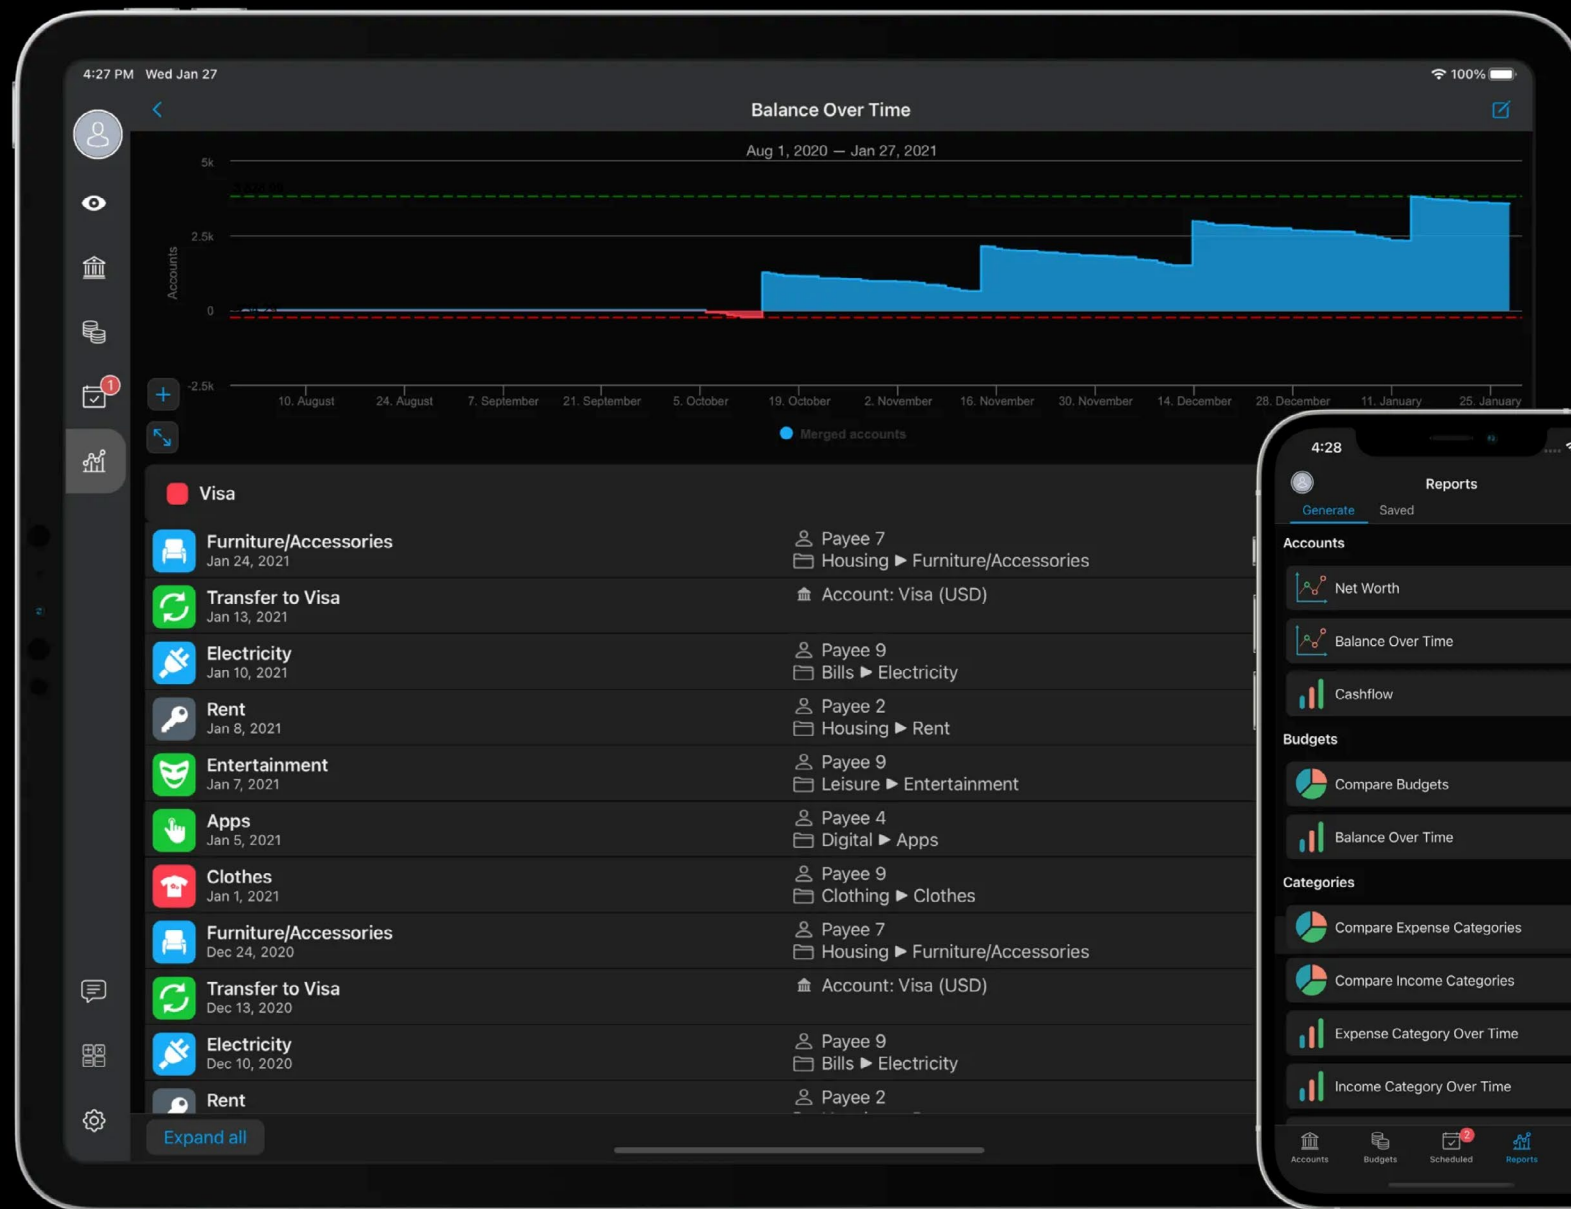 4:27 PM Wed Jan 27
100%
Balance Over Time
Aug 1, 2020 — Jan 27, 2021
5k
2.5k
0
-2.5k
Accounts
10. August
24. August
7. September
21. September
5. October
19. October
2. November
16. November
30. November
14. December
28. December
11. January
25. January
Merged accounts
1
Visa
Furniture/Accessories
Jan 24, 2021
Payee 7
Housing ▶ Furniture/Accessories
Transfer to Visa
Jan 13, 2021
Account: Visa (USD)
Electricity
Jan 10, 2021
Payee 9
Bills ▶ Electricity
Rent
Jan 8, 2021
Payee 2
Housing ▶ Rent
Entertainment
Jan 7, 2021
Payee 9
Leisure ▶ Entertainment
Apps
Jan 5, 2021
Payee 4
Digital ▶ Apps
Clothes
Jan 1, 2021
Payee 9
Clothing ▶ Clothes
Furniture/Accessories
Dec 24, 2020
Payee 7
Housing ▶ Furniture/Accessories
Transfer to Visa
Dec 13, 2020
Account: Visa (USD)
Electricity
Dec 10, 2020
Payee 9
Bills ▶ Electricity
Rent
Payee 2
Expand all
4:28
Reports
Generate
Saved
Accounts
Net Worth
Balance Over Time
Cashflow
Budgets
Compare Budgets
Balance Over Time
Categories
Compare Expense Categories
Compare Income Categories
Expense Category Over Time
Income Category Over Time
Accounts
Budgets
2
Scheduled
Reports